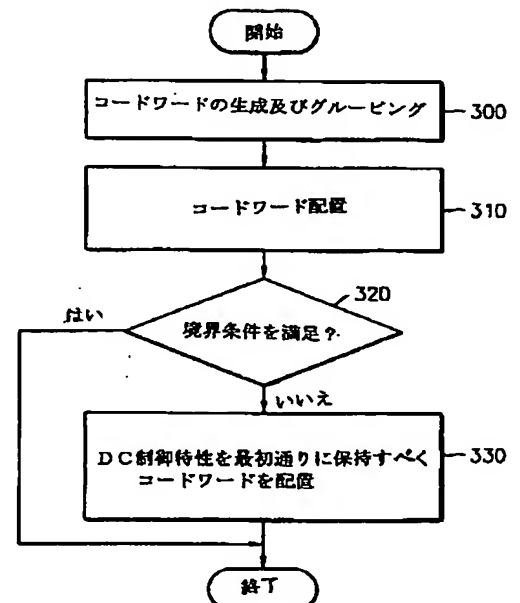 開始
コードワードの生成及びグルーピング
300
コードワード配置
310
320
はい
境界条件を満足?
いいえ
DC制御特性を最初通りに保持すべく
コードワードを配置
330
終了